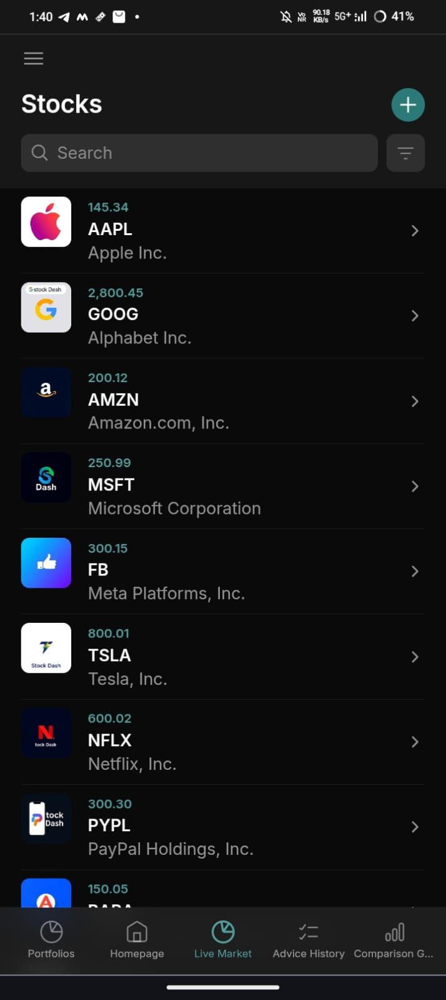 1:40
Vo
NR
90.18
KB/s
5G+
41%
Stocks
Search
145.34
AAPL
Apple Inc.
G stock Dash
G
2,800.45
GOOG
Alphabet Inc.
a
200.12
AMZN
Amazon.com, Inc.
S
Dash
250.99
MSFT
Microsoft Corporation
300.15
FB
Meta Platforms, Inc.
T
Stock Dash
800.01
TSLA
Tesla, Inc.
N
tock Dash
600.02
NFLX
Netflix, Inc.
P tock
Dash
300.30
PYPL
PayPal Holdings, Inc.
A
150.05
BABA
Portfolios
Homepage
Live Market
Advice History
Comparison G...